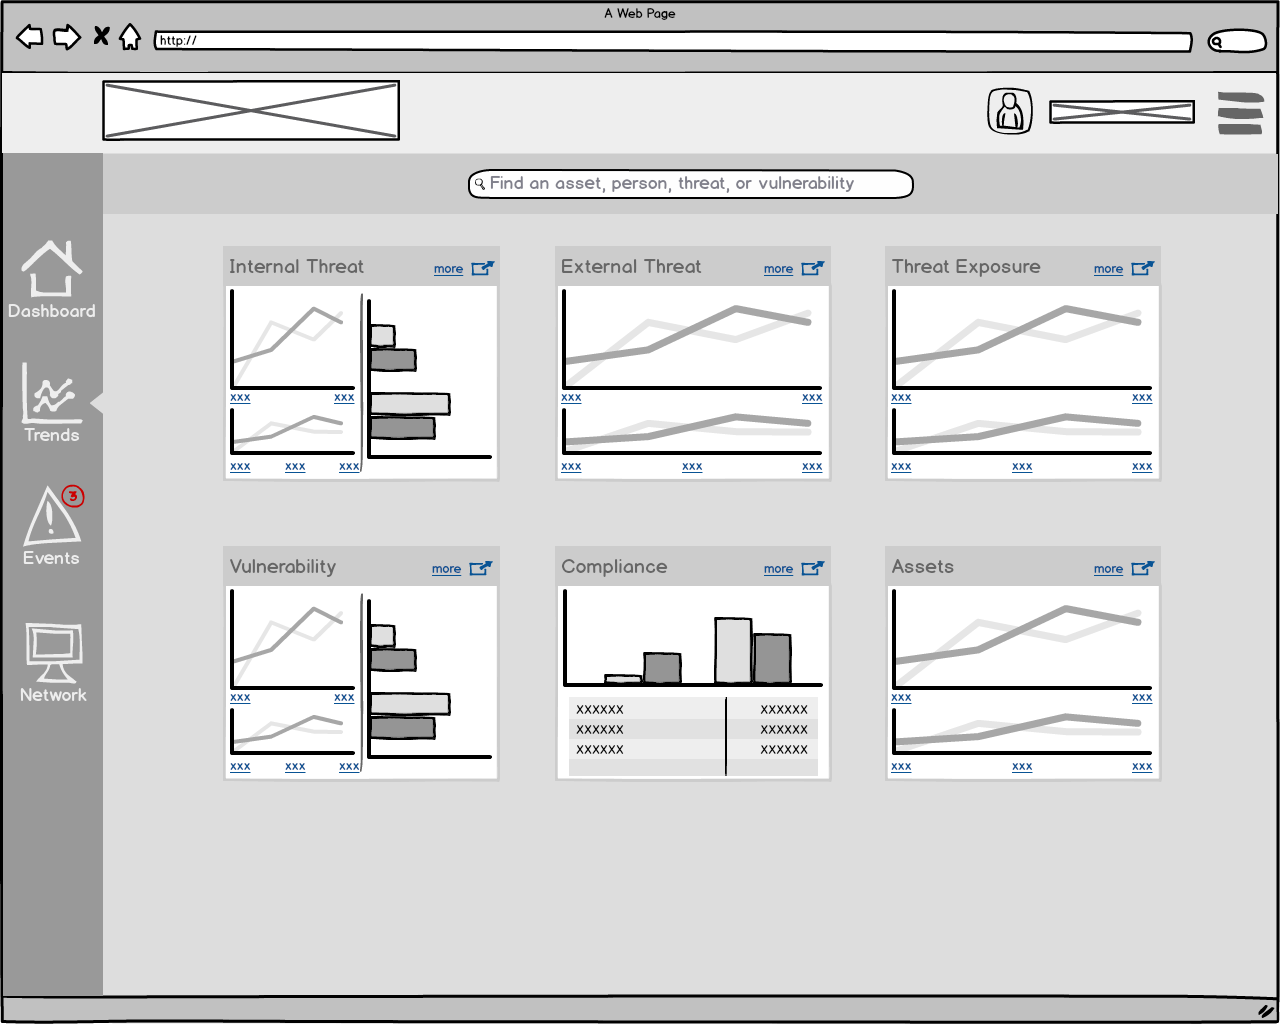 A Web Page
http://
Find an asset, person, threat, or vulnerability
Dashboard
Trends
3
Events
Network
Internal Threat more
xxx xxx
xxx xxx xxx
External Threat more
xxx xxx
xxx xxx xxx
Threat Exposure more
xxx xxx
xxx xxx xxx
Vulnerability more
xxx xxx
xxx xxx xxx
Compliance more
xxxxxx xxxxxx
xxxxxx xxxxxx
xxxxxx xxxxxx
Assets more
xxx xxx
xxx xxx xxx